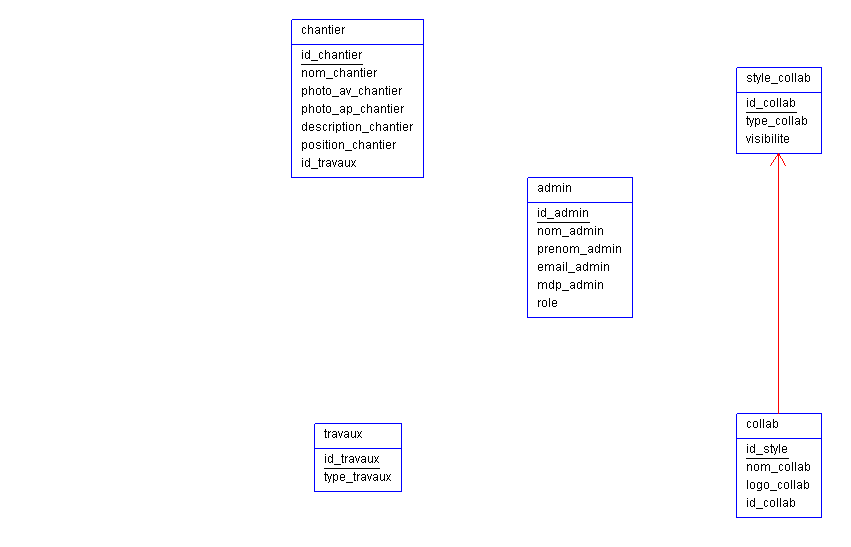 chantier
id_chantier
nom_chantier
photo_av_chantier
photo_ap_chantier
description_chantier
position_chantier
id_travaux
style_collab
id_collab
type_collab
visibilite
admin
id_admin
nom_admin
prenom_admin
email_admin
mdp_admin
role
travaux
id_travaux
type_travaux
collab
id_style
nom_collab
logo_collab
id_collab